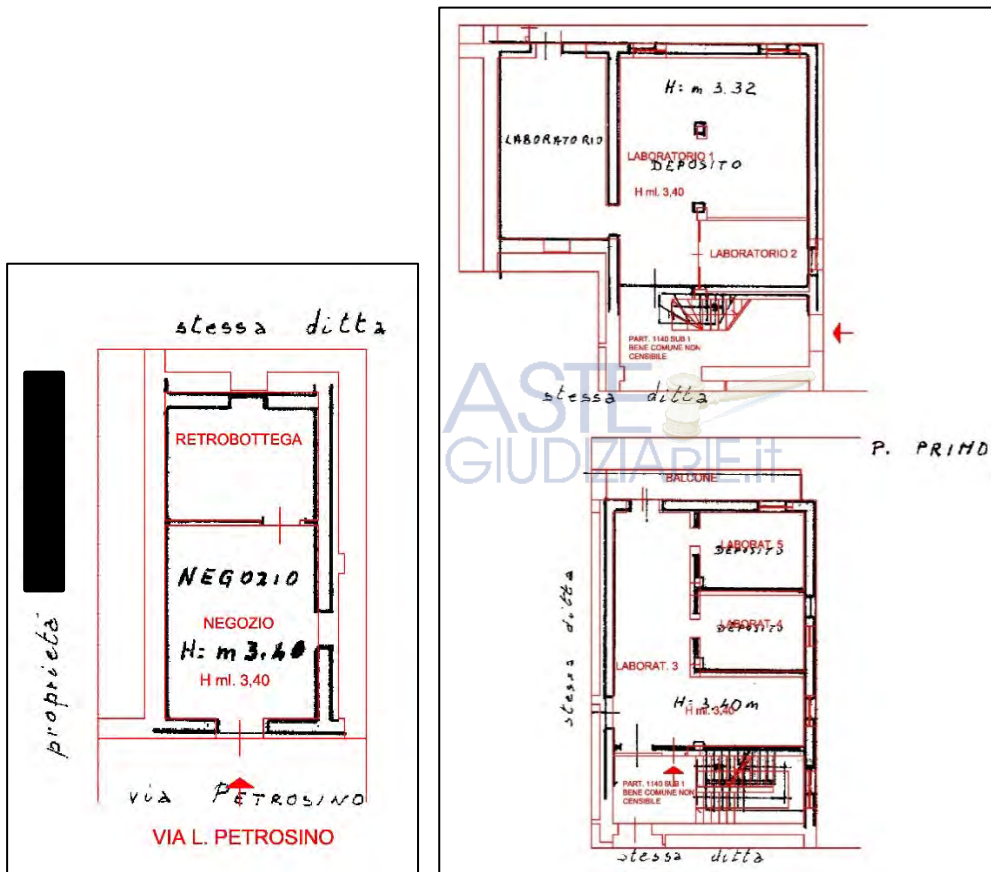 stessa ditta
RETROBOTTEGA
NEGOZIO
NEGOZIO
H: m 3.40
H ml. 3,40
proprietà
via PETROSINO
VIA L. PETROSINO
H: m 3.32
LABORATORIO
LABORATORIO 1
DEPOSITO
H ml. 3,40
LABORATORIO 2
PART. 1140 SUB 1
BENE COMUNE NON
CENSIBILE
stessa ditta
ASTE
GIUDIZIARIE.it
P. PRIMO
BALCONE
LABORAT. 5
DEPOSITO
LABORAT. 4
DEPOSITO
stessa ditta
LABORAT. 3
H=3.40m
H ml. 3,40
PART. 1140 SUB 1
BENE COMUNE NON
CENSIBILE
stessa ditta